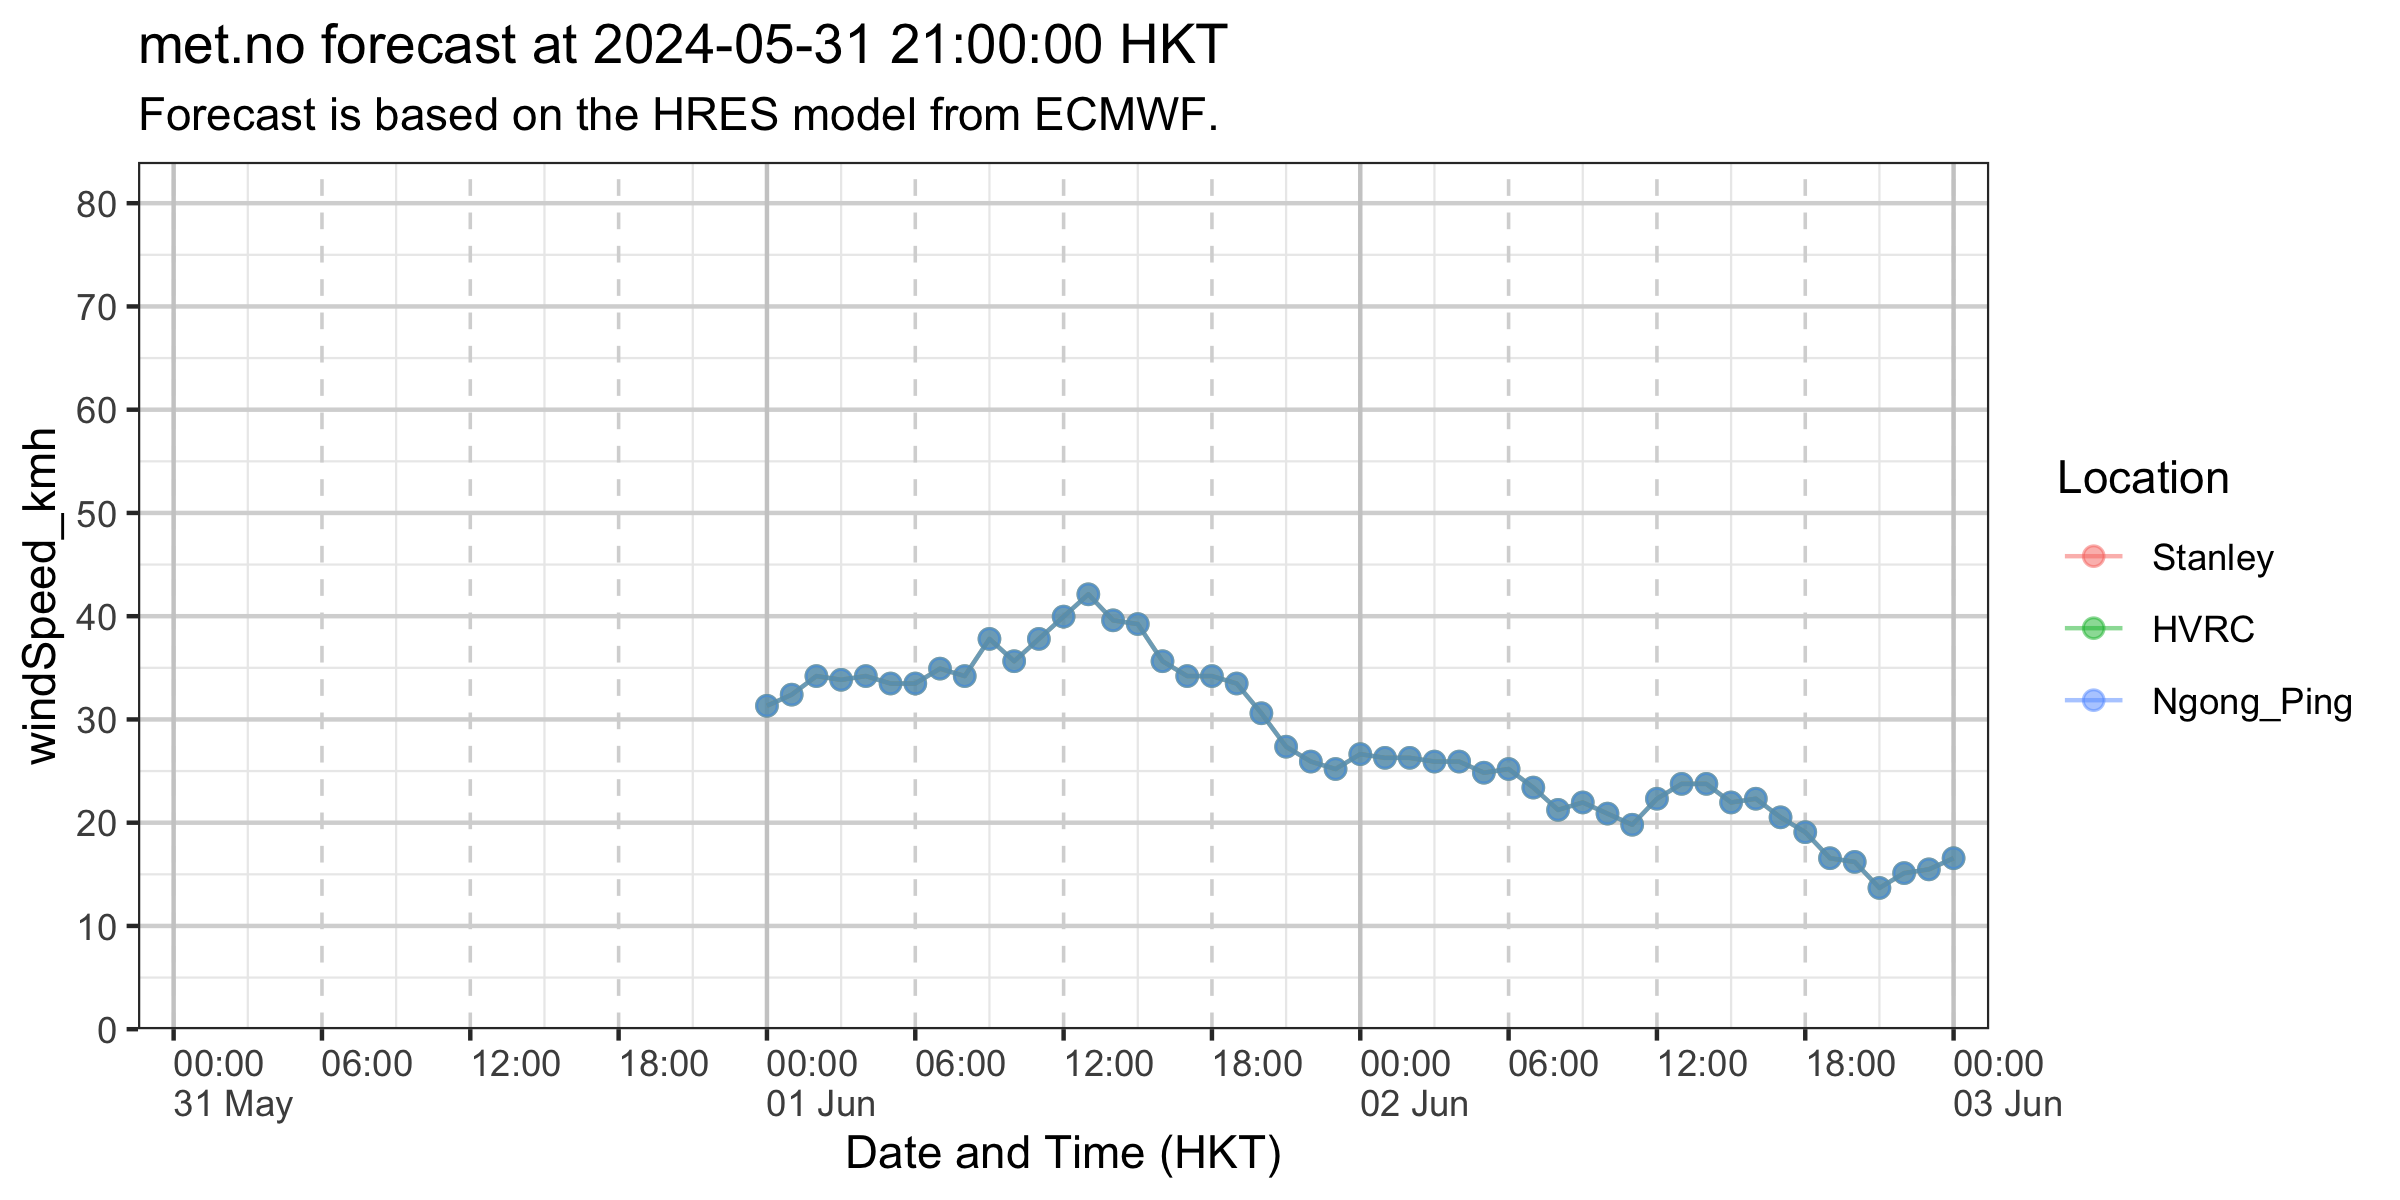 met.no forecast at 2024-05-31 21:00:00 HKT
Forecast is based on the HRES model from ECMWF.
windSpeed_kmh
80
70
60
50
40
30
20
10
0
00:00 06:00 12:00 18:00 00:00 06:00 12:00 18:00 00:00 06:00 12:00 18:00 00:00
31 May 01 Jun 02 Jun 03 Jun
Date and Time (HKT)
Location
Stanley
HVRC
Ngong_Ping